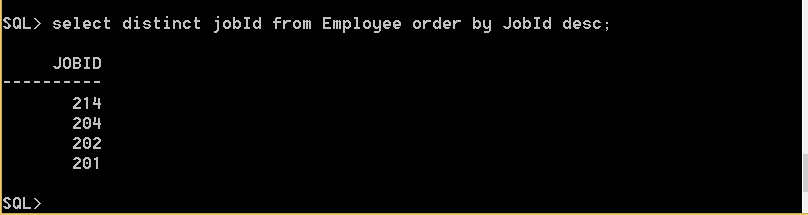 SQL> select distinct jobId from Employee order by JobId desc;
JOBID
----------
214
204
202
201
SQL>